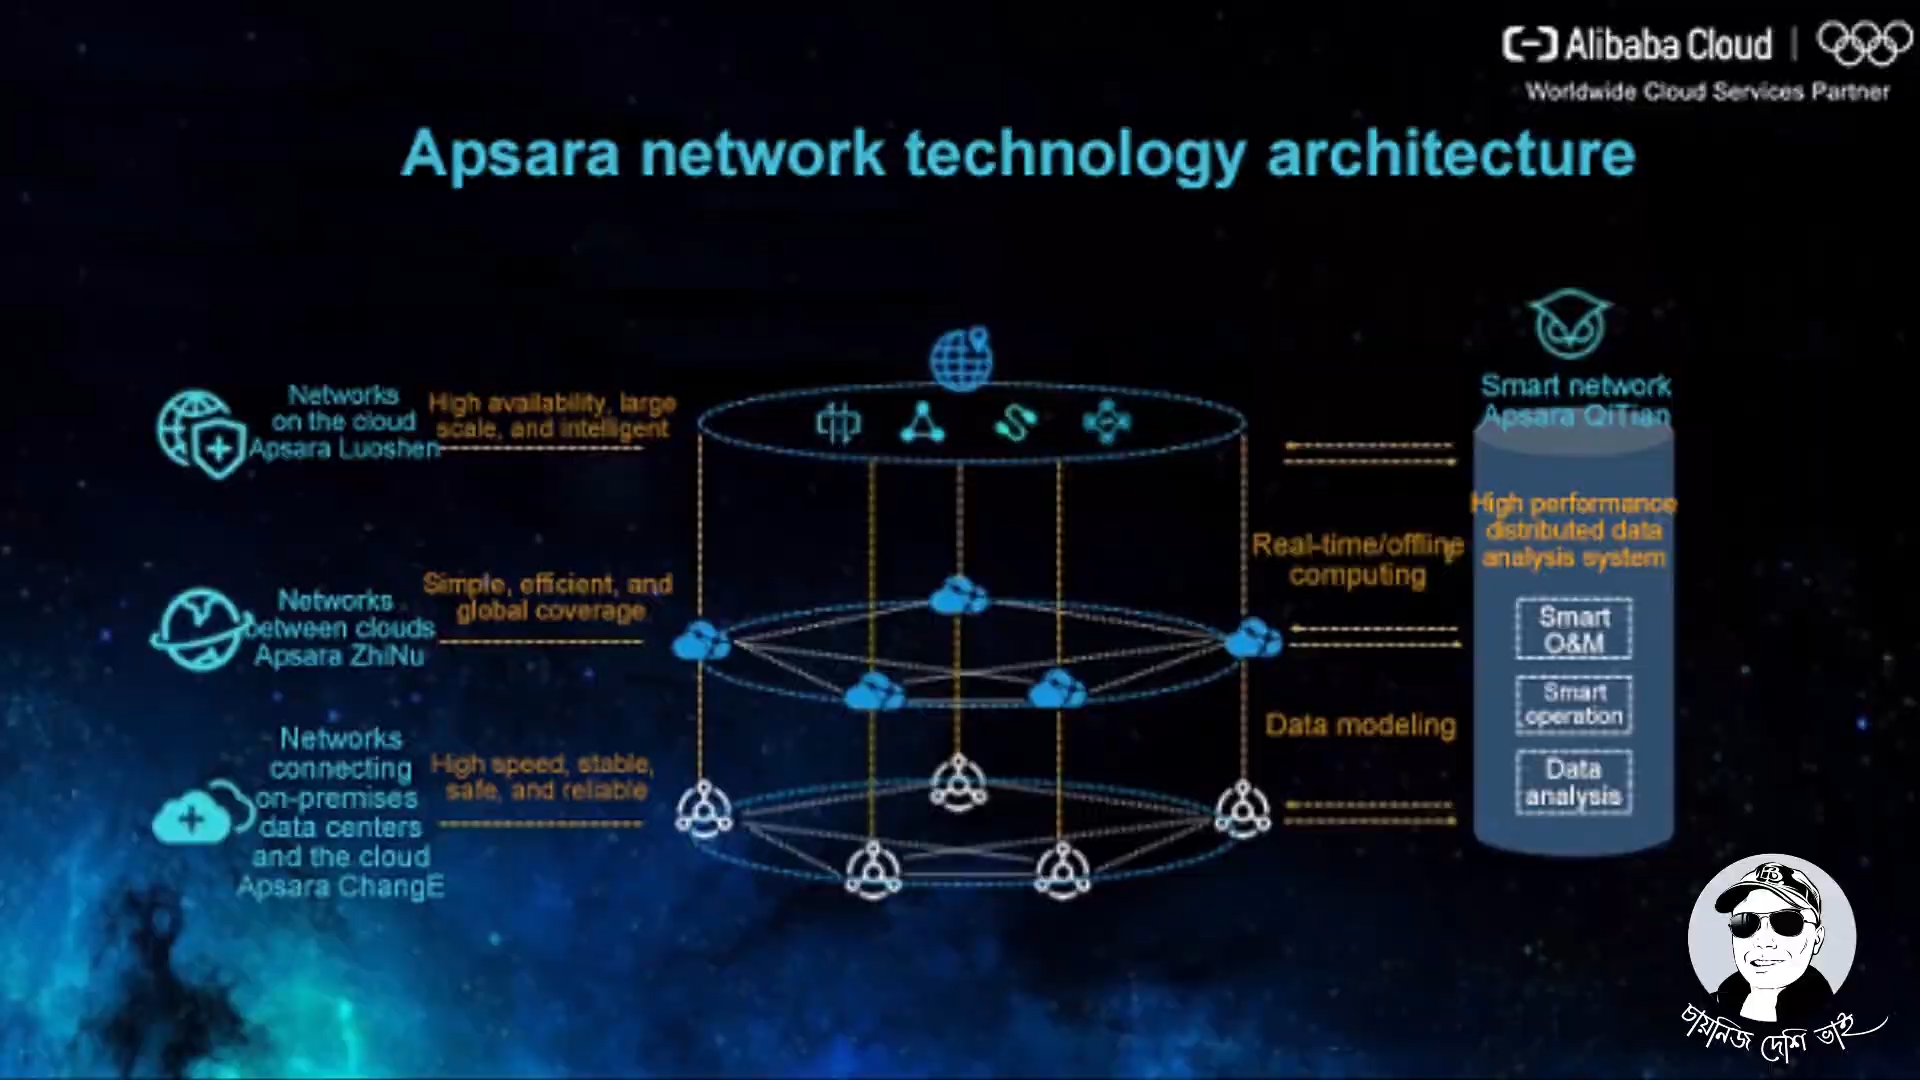 Alibaba Cloud
Worldwide Cloud Services Partner
Apsara network technology architecture
Networks
on the cloud
Apsara Luoshen
High availability, large
scale, and intelligent
Networks
between clouds
Apsara ZhiNu
Simple, efficient, and
global coverage
Networks
connecting
on-premises
data centers
and the cloud
Apsara ChangE
High speed, stable,
safe, and reliable
Real-time/offline
computing
Data modeling
Smart network
Apsara QiTian
High performance
distributed data
analysis system
Smart
O&M
Smart
operation
Data
analysis
চায়নিজ দেশি ভাই